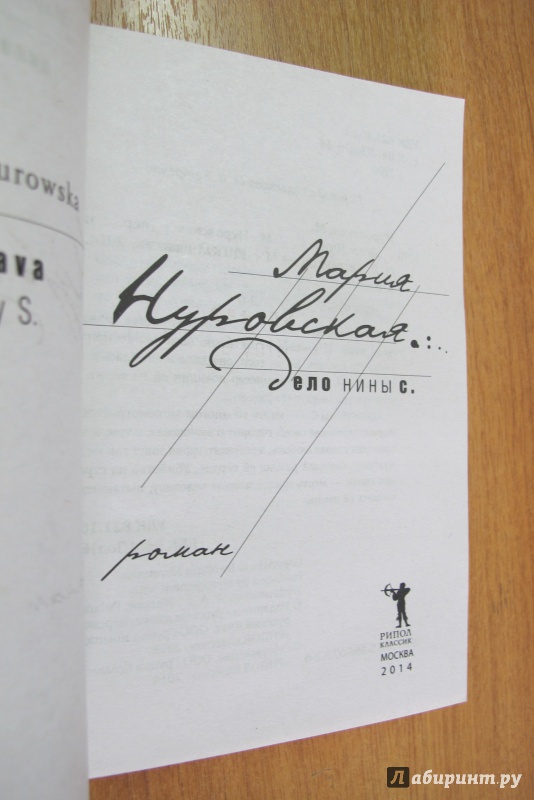 urowska
ava
y S.
Мария
Нуровская.:.
Дело НИНЫ С.
роман
РИПОЛ
КЛАССИК
МОСКВА
2014
Лабиринт.ру